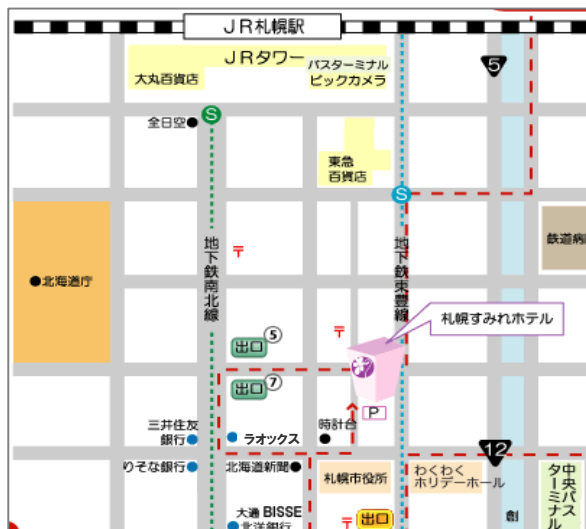 JR札幌駅
JRタワー
大丸百貨店
バスターミナル
ビックカメラ
5
S
全日空
東急
百貨店
S
鉄道病
地下鉄南北線
地下鉄東豊線
北海道庁
札幌すみれホテル
出口 5
出口 7
P
三井住友
銀行
ラオックス
時計台
12
りそな銀行
北海道新聞
札幌市役所
わくわく
ホリデーホール
中央バス
ターミナル
大通 BISSE
北洋銀行
出口
創